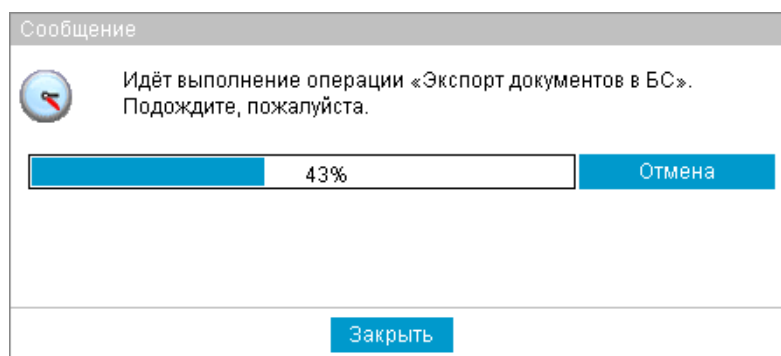 Сообщение
Идёт выполнение операции «Экспорт документов в БС».
Подождите, пожалуйста.
43%
Отмена
Закрыть